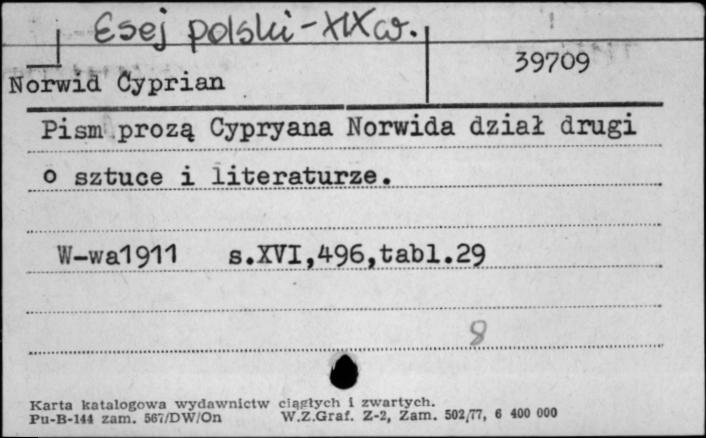 Esej polski-XIXw.
39709
Norwid Cyprian
Pism prozą Cypryana Norwida dział drugi
o sztuce i literaturze.
W-wa1911 s.XVI,496,tabl.29
8
Karta katalogowa wydawnictw ciągłych i zwartych.
Pu-B-144 zam. 567/DW/On W.Z.Graf. Z-2, Zam. 502/77, 6 400 000